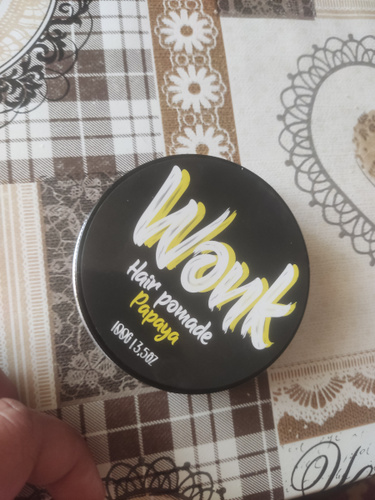 Wonk
Hair pomade
Papaya
100G | 3.5OZ